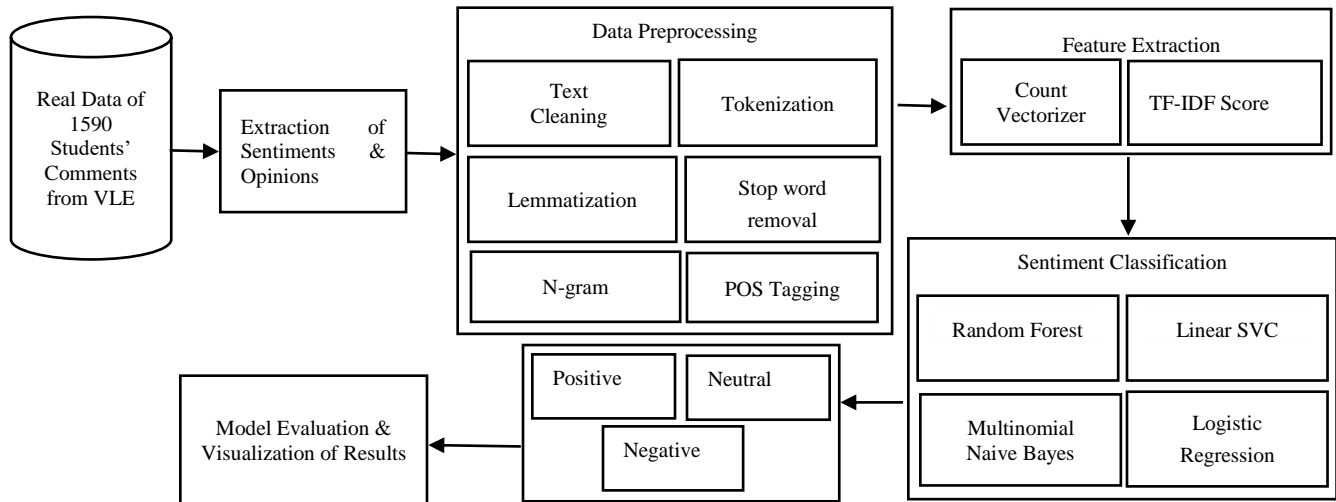 Real Data of
1590
Students’
Comments
from VLE
Extraction of
Sentiments &
Opinions
Data Preprocessing
Text
Cleaning
Tokenization
Lemmatization
Stop word
removal
N-gram
POS Tagging
Feature Extraction
Count
Vectorizer
TF-IDF Score
Sentiment Classification
Random Forest
Linear SVC
Multinomial
Naive Bayes
Logistic
Regression
Positive
Neutral
Negative
Model Evaluation &
Visualization of Results